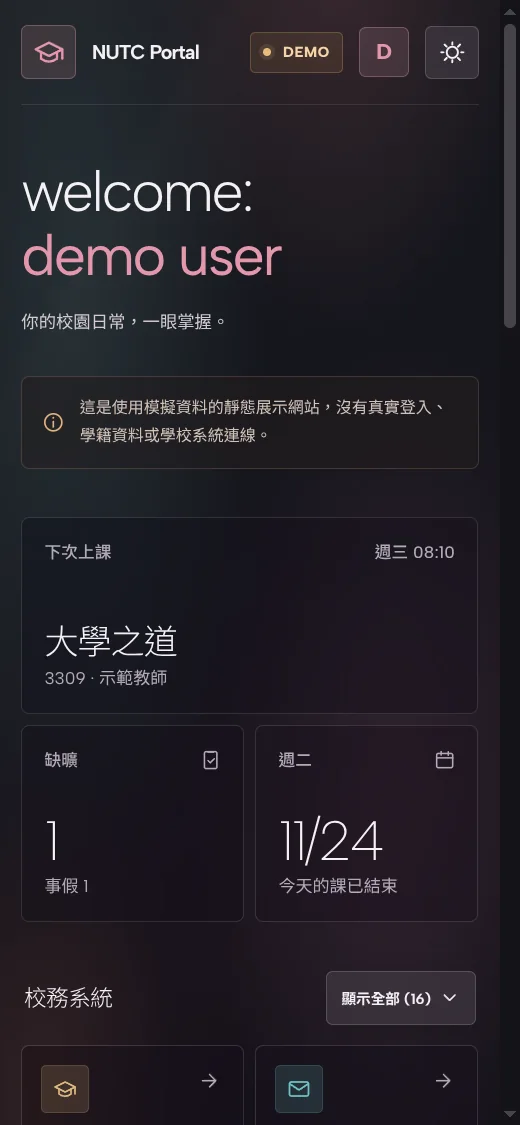 NUTC Portal
DEMO
D
welcome:
demo user
你的校園日常，一眼掌握。
這是使用模擬資料的靜態展示網站，沒有真實登入、
學籍資料或學校系統連線。
下次上課
週三 08:10
大學之道
3309 · 示範教師
缺曠
1
事假 1
週二
11/24
今天的課已結束
校務系統
顯示全部 (16)